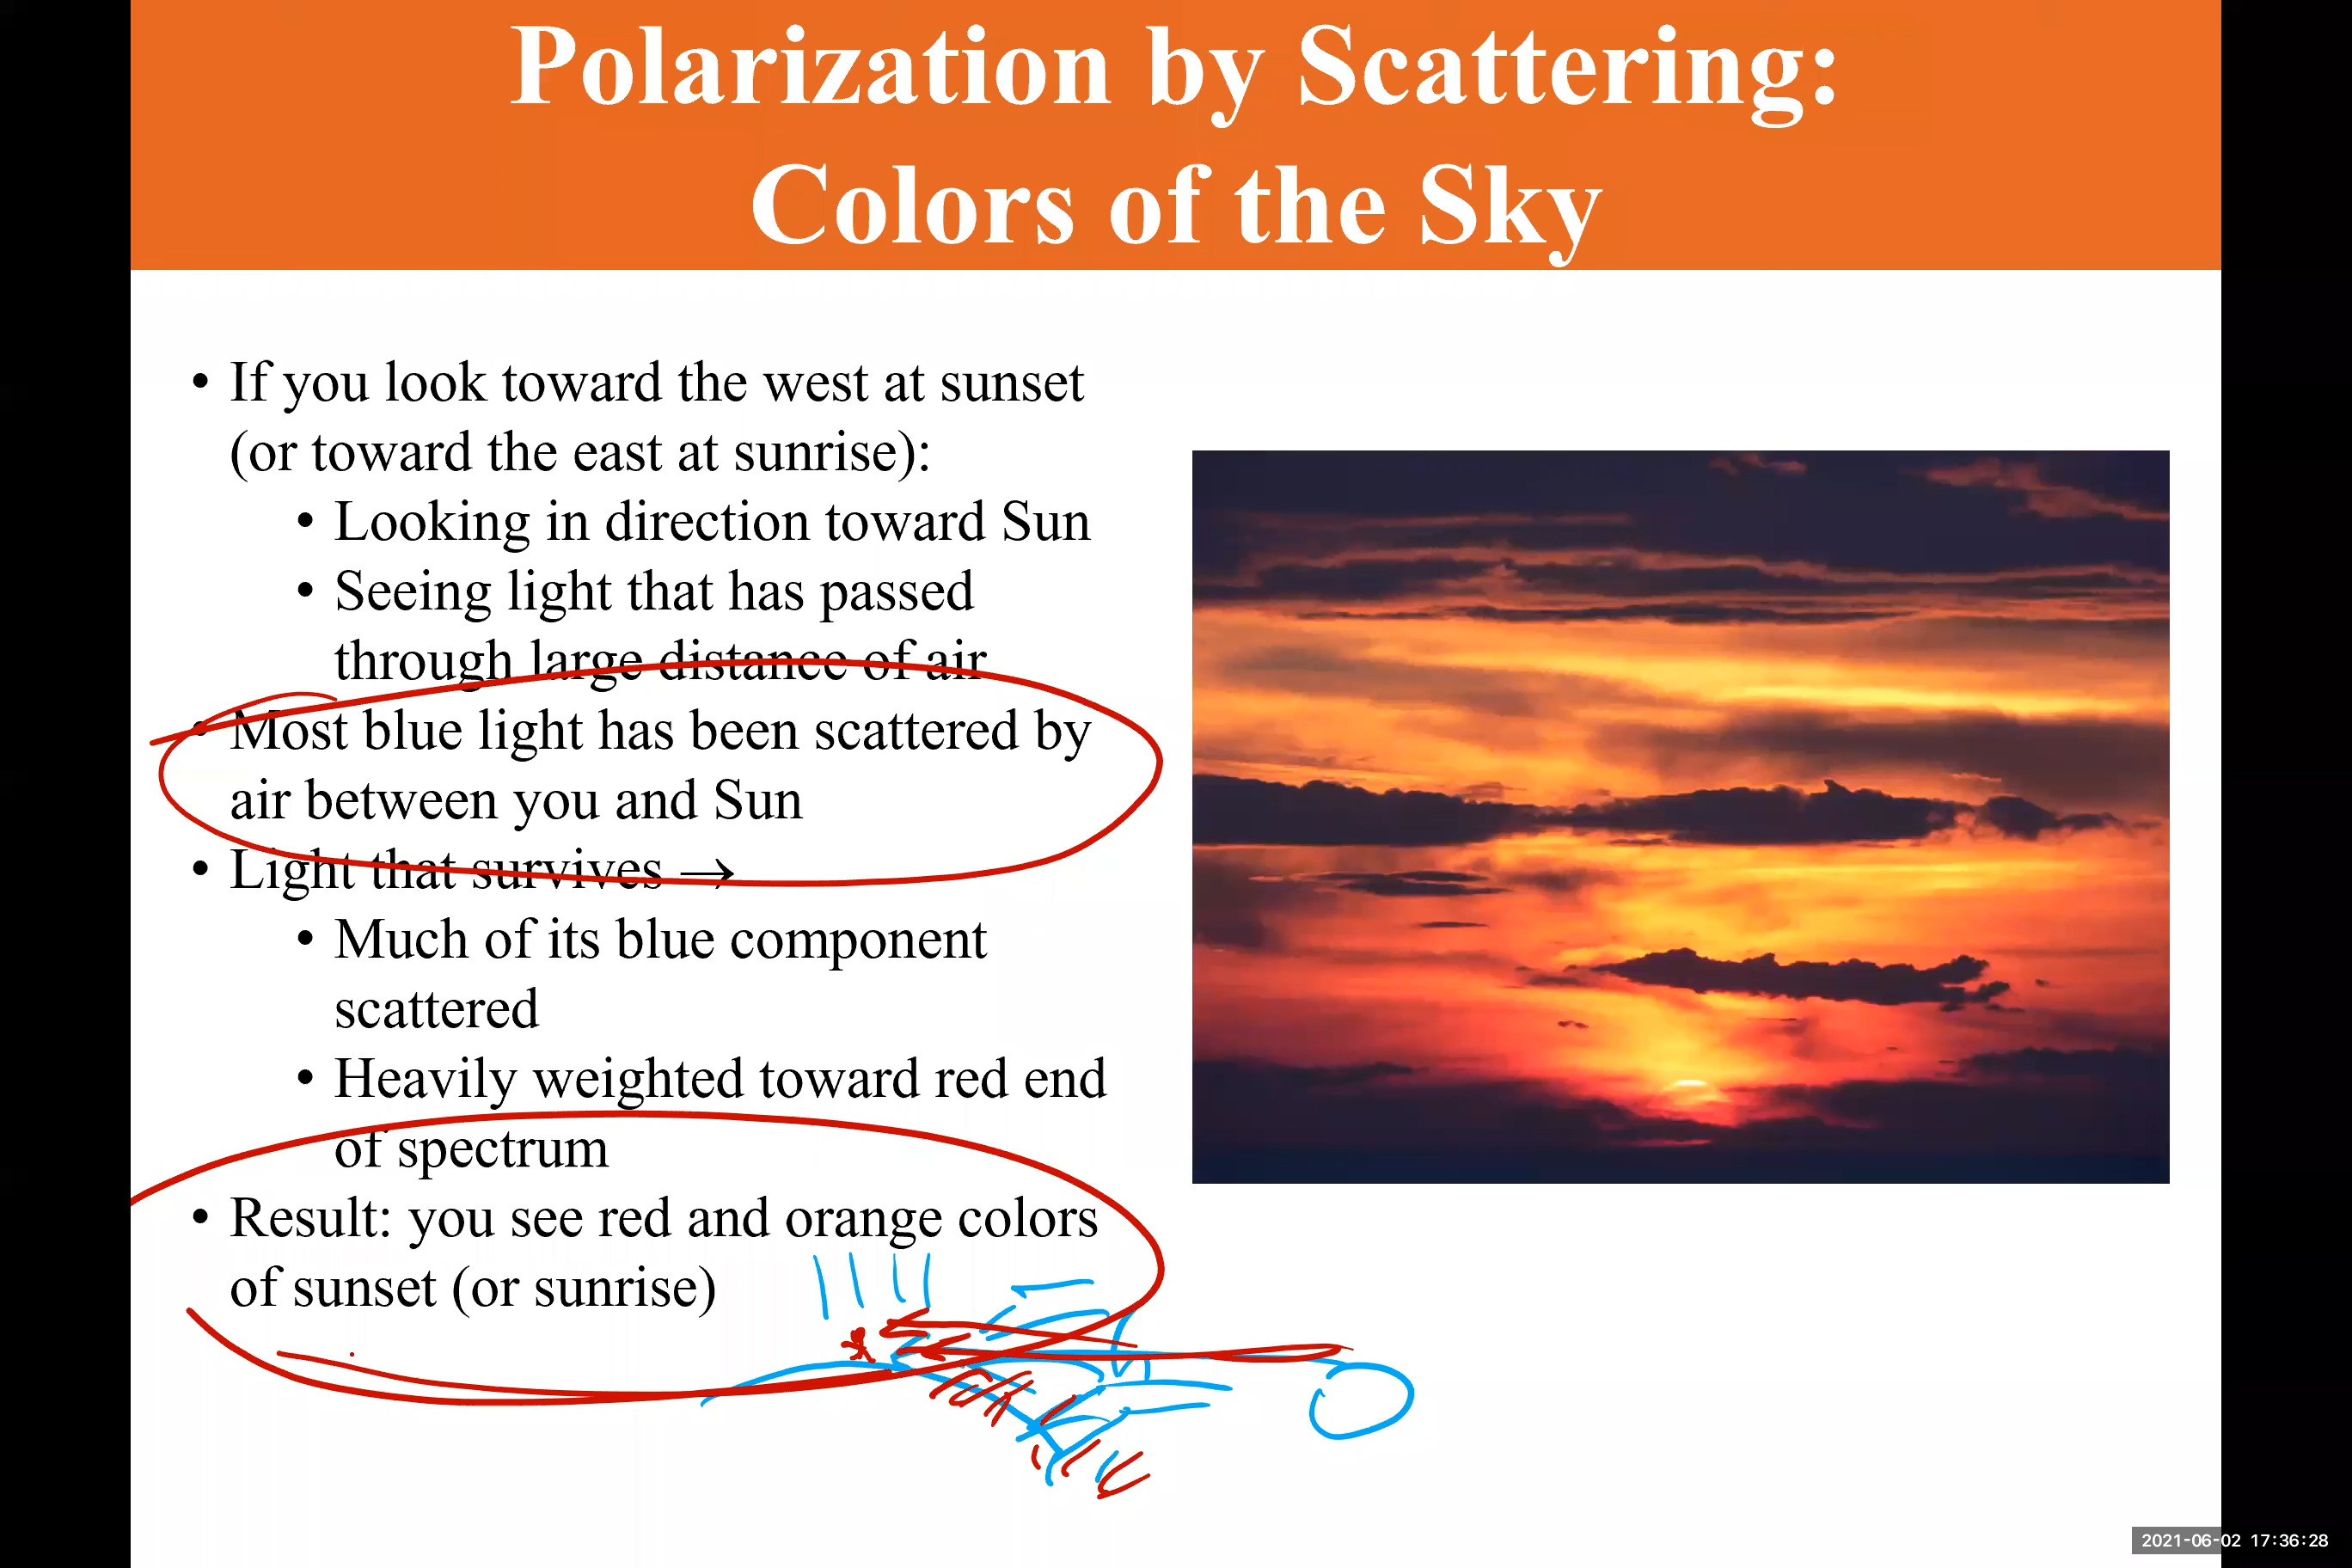 Polarization by Scattering:
Colors of the Sky
• If you look toward the west at sunset
(or toward the east at sunrise):
• Looking in direction toward Sun
• Seeing light that has passed
through large distance of air
• Most blue light has been scattered by
air between you and Sun
• Light that survives →
• Much of its blue component
scattered
• Heavily weighted toward red end
of spectrum
• Result: you see red and orange colors
of sunset (or sunrise)
2021-06-02 17:36:28